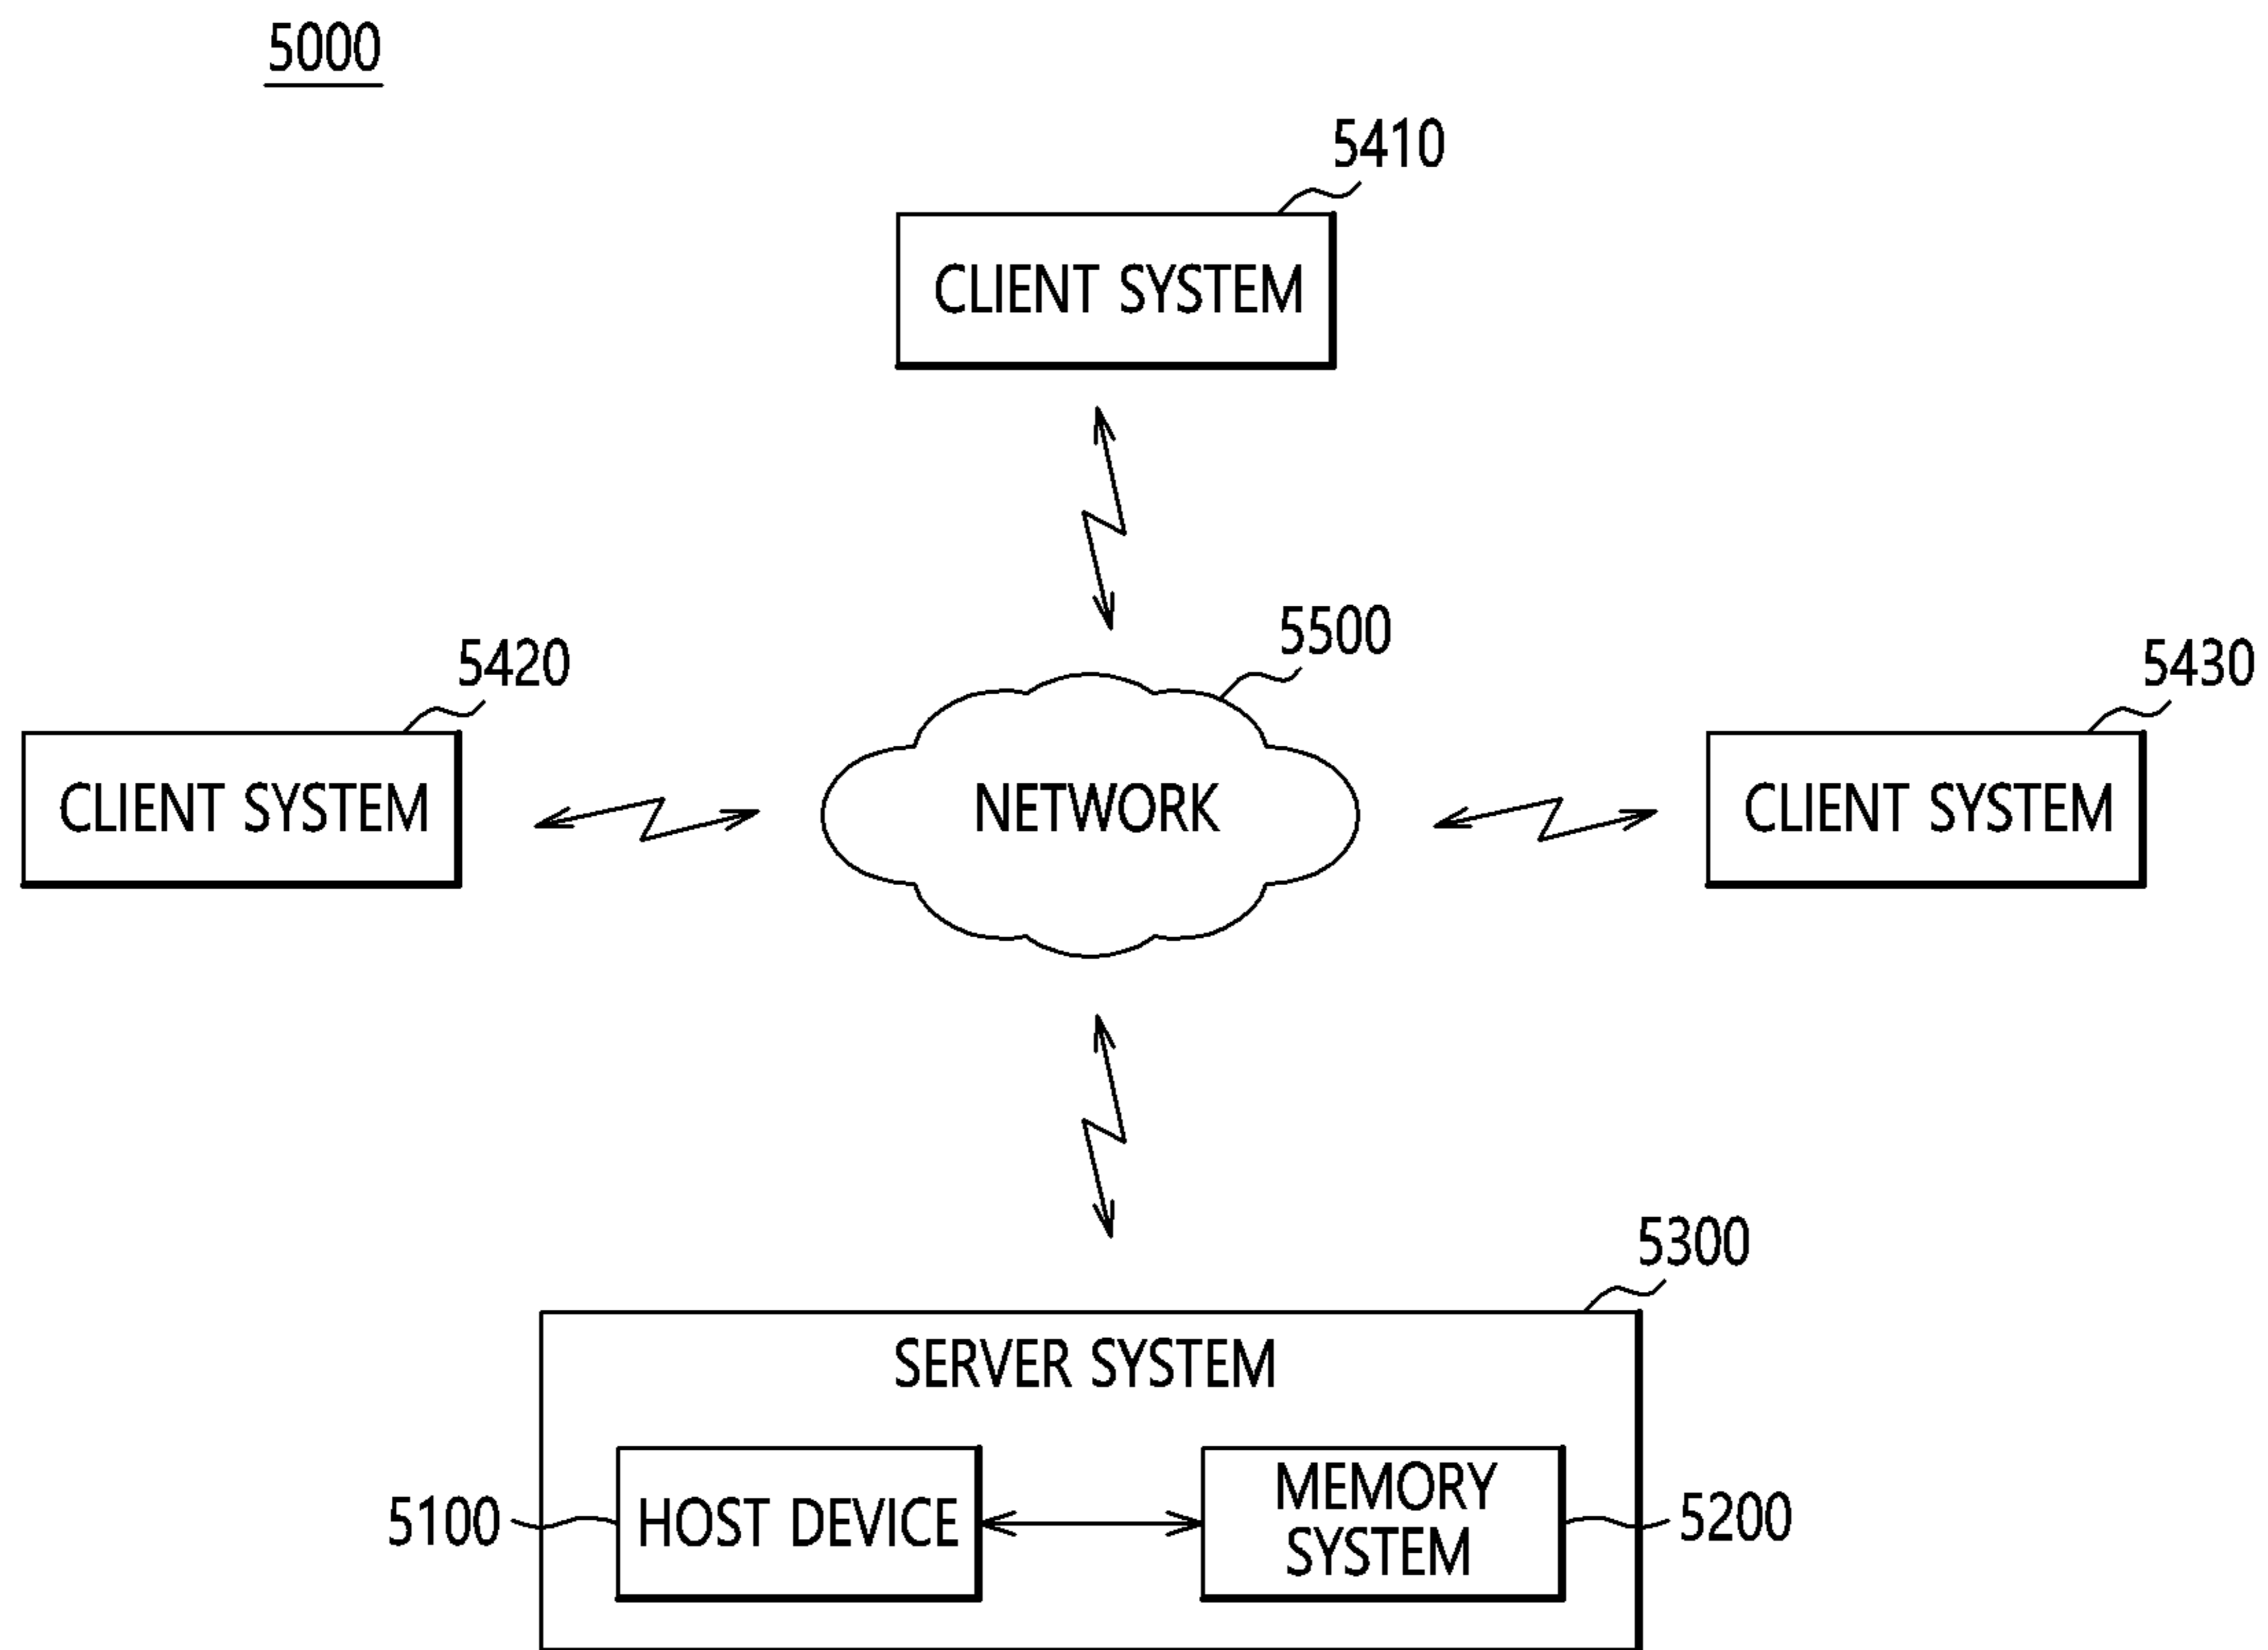 5000
5410
CLIENT SYSTEM
5500
5420
5430
CLIENT SYSTEM
NETWORK
CLIENT SYSTEM
5300
SERVER SYSTEM
MEMORY
SYSTEM
5100
HOST DEVICE
5200